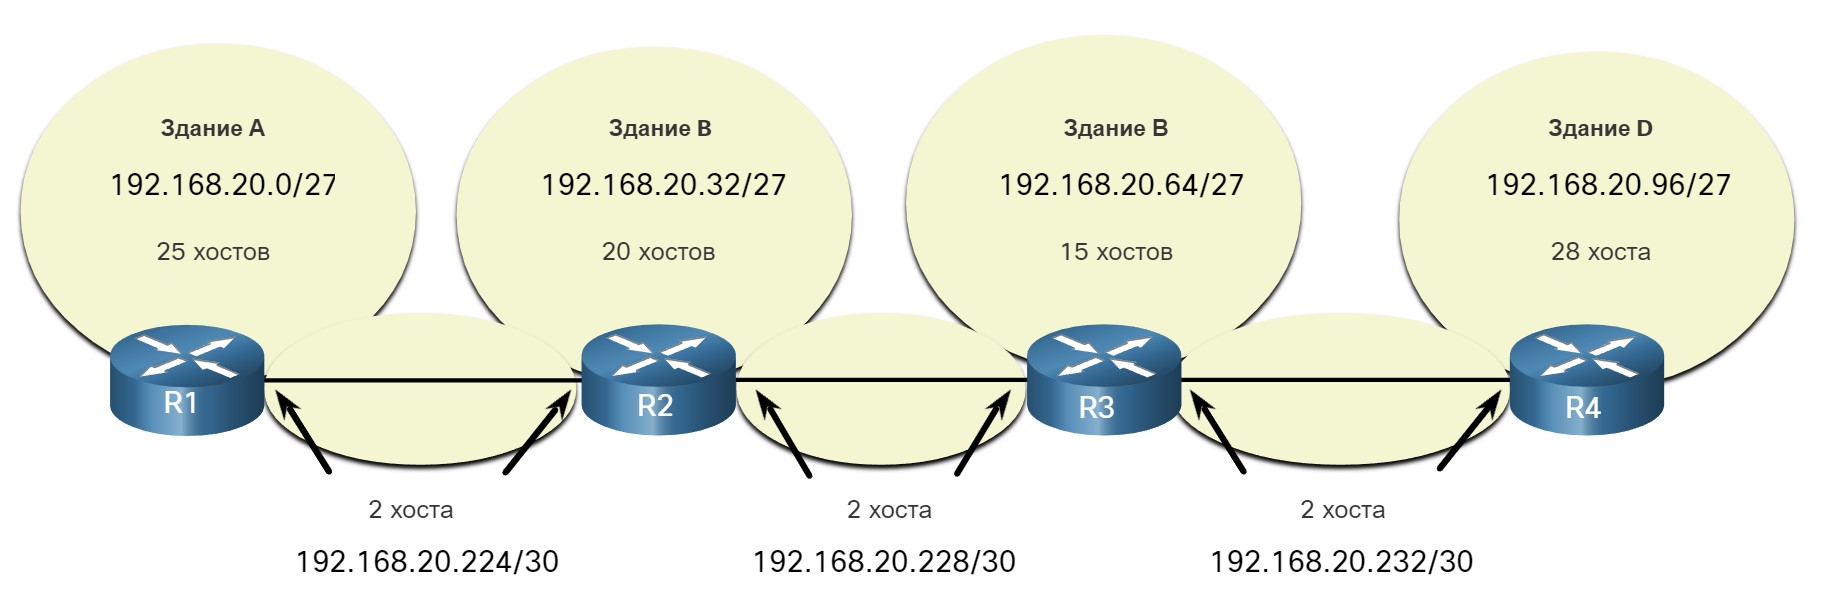 Здание A
192.168.20.0/27
25 хостов
Здание B
192.168.20.32/27
20 хостов
Здание В
192.168.20.64/27
15 хостов
Здание D
192.168.20.96/27
28 хоста
R1
R2
R3
R4
2 хоста
192.168.20.224/30
2 хоста
192.168.20.228/30
2 хоста
192.168.20.232/30